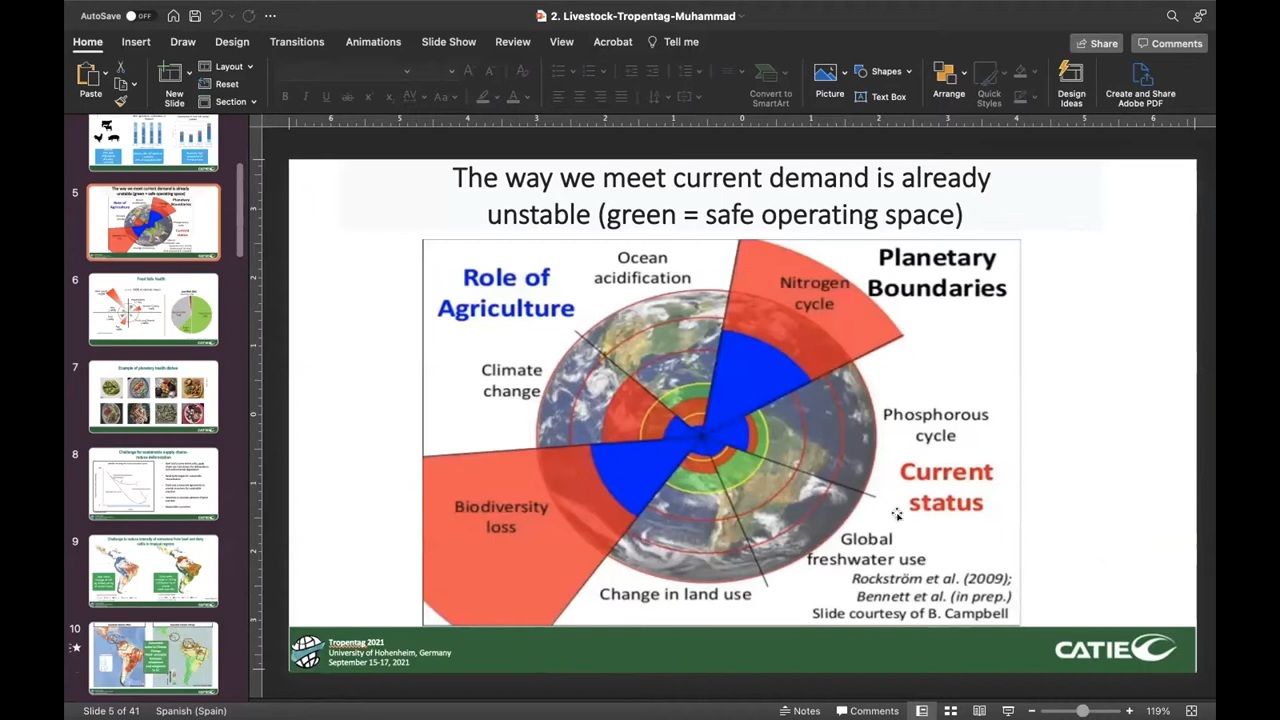 AutoSave
OFF
2. Livestock-Tropentag-Muhammad
Home
Insert
Draw
Design
Transitions
Animations
Slide Show
Review
View
Acrobat
Tell me
Share
Comments
Paste
New
Slide
Layout
Reset
Section
Convert to
SmartArt
Picture
Shapes
Text Box
Arrange
Quick
Styles
Design
Ideas
Create and Share
Adobe PDF
5
6
7
8
9
10
The way we meet current demand is already
unstable (green = safe operating space)
Role of
Agriculture
Ocean
acidification
Nitrogen
cycle
Planetary
Boundaries
Climate
change
Phosphorous
cycle
Current
status
Biodiversity
loss
Global
freshwater use
Change in land use
Rockström et al. (2009);
Bennett et al. (in prep.)
Slide courtesy of B. Campbell
Tropentag 2021
University of Hohenheim, Germany
September 15-17, 2021
CATIE
Slide 5 of 41
Spanish (Spain)
Notes
Comments
119%